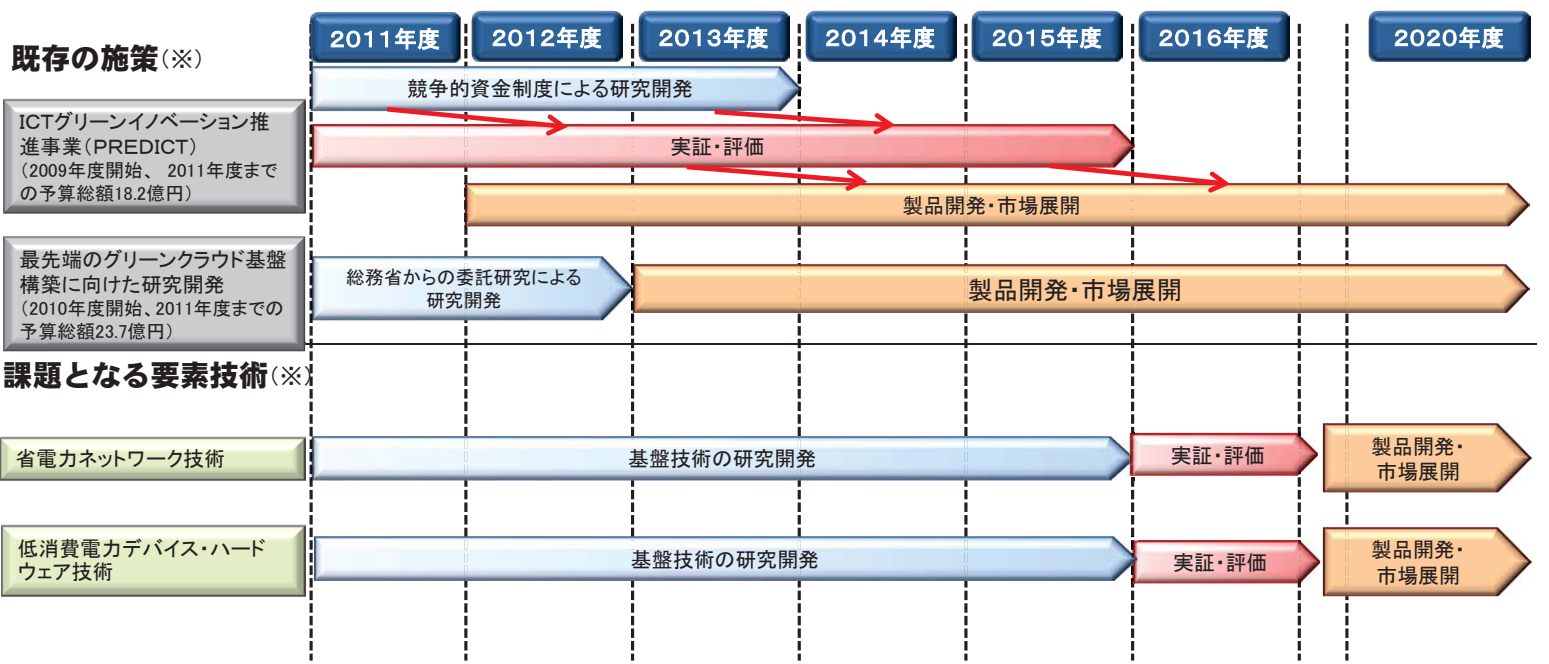 2011年度 2012年度 2013年度 2014年度 2015年度 2016年度 2020年度
既存の施策(※)
競争的資金制度による研究開発
ICTグリーンイノベーション推
進事業(PREDICT)
(2009年度開始、 2011年度まで
の予算総額18.2億円)
実証・評価
製品開発・市場展開
最先端のグリーンクラウド基盤
構築に向けた研究開発
(2010年度開始、2011年度までの
予算総額23.7億円)
総務省からの委託研究による
研究開発
製品開発・市場展開
課題となる要素技術(※)
省電力ネットワーク技術
基盤技術の研究開発
実証・評価
製品開発・
市場展開
低消費電力デバイス・ハード
ウェア技術
基盤技術の研究開発
実証・評価
製品開発・
市場展開